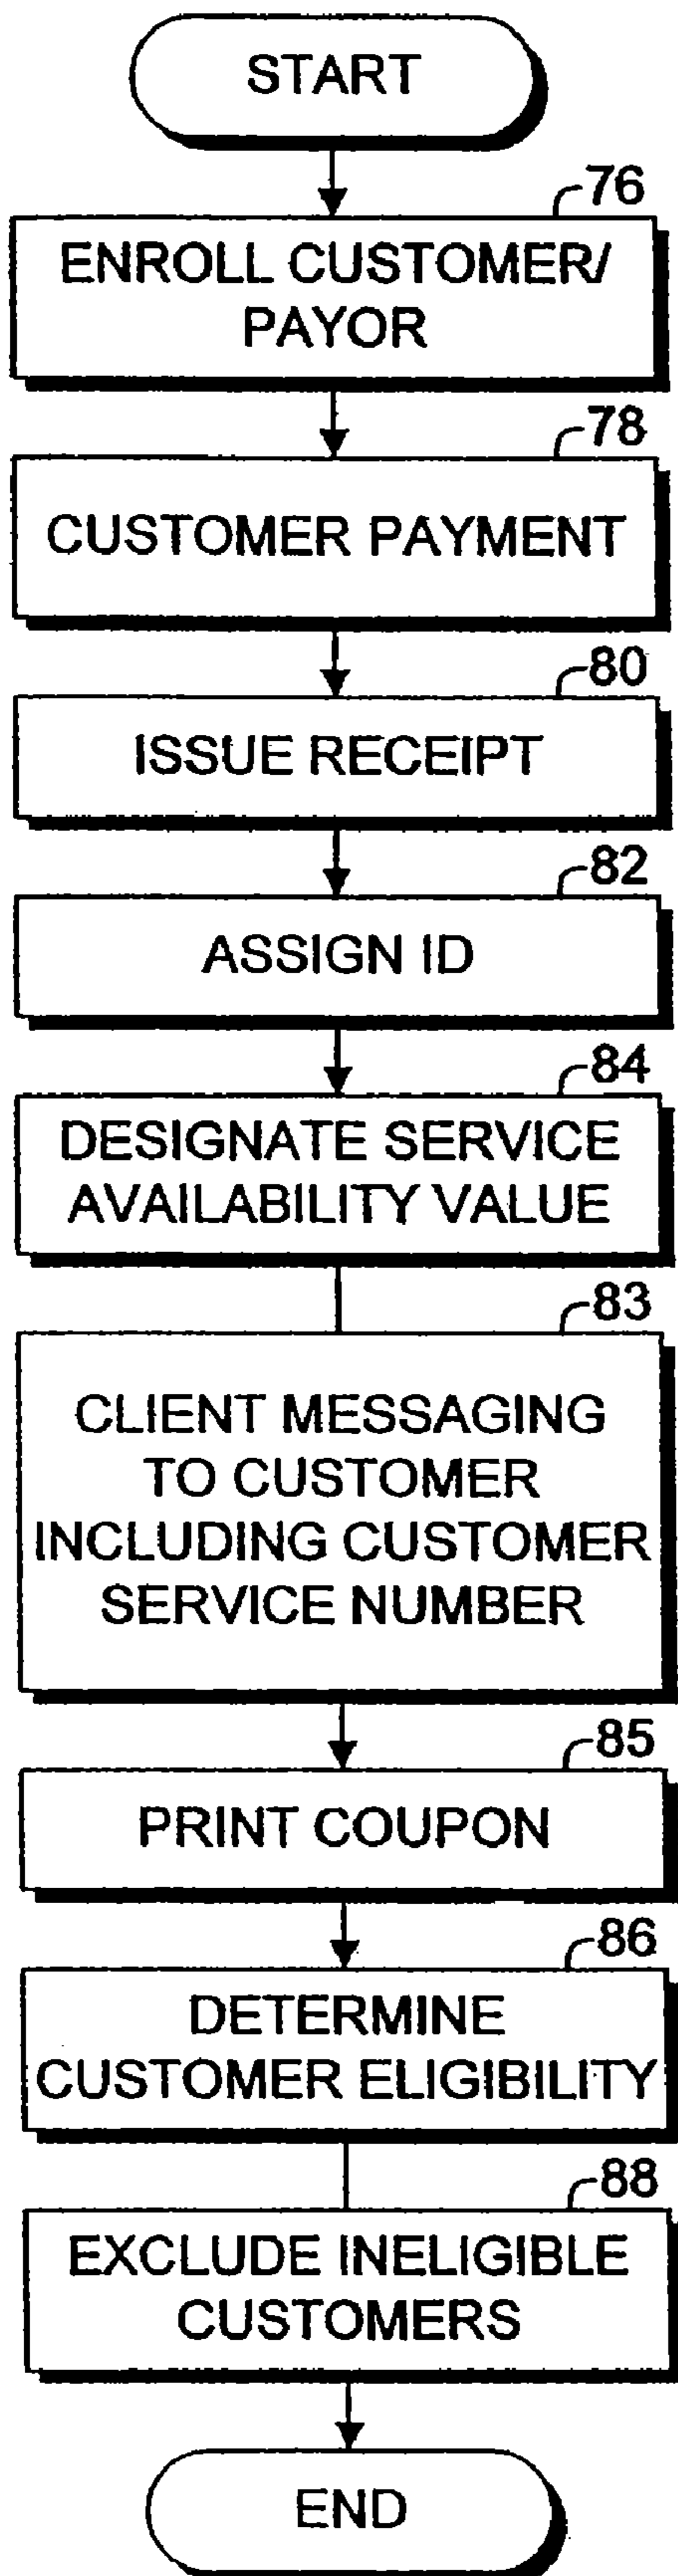 START
76
ENROLL CUSTOMER/
PAYOR
78
CUSTOMER PAYMENT
80
ISSUE RECEIPT
82
ASSIGN ID
84
DESIGNATE SERVICE
AVAILABILITY VALUE
83
CLIENT MESSAGING
TO CUSTOMER
INCLUDING CUSTOMER
SERVICE NUMBER
85
PRINT COUPON
86
DETERMINE
CUSTOMER ELIGIBILITY
88
EXCLUDE INELIGIBLE
CUSTOMERS
END